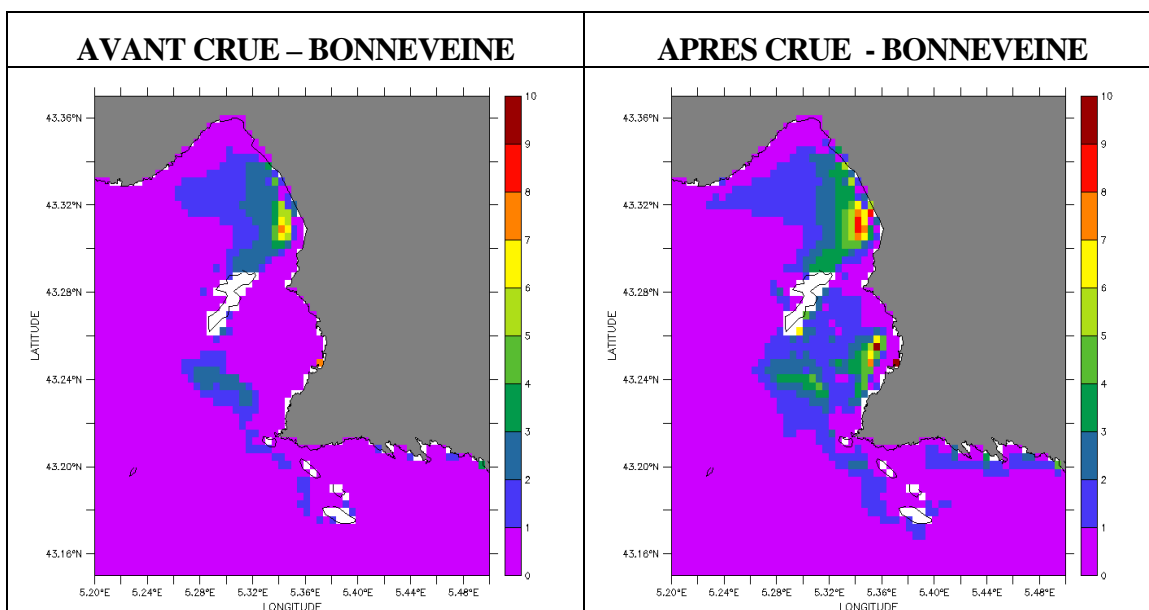 AVANT CRUE – BONNEVEINE
APRES CRUE - BONNEVEINE
43.36°N
43.32°N
43.28°N
43.24°N
43.20°N
43.16°N
LATITUDE
5.20°E 5.24°E 5.28°E 5.32°E 5.36°E 5.40°E 5.44°E 5.48°E
LONGITUDE
10
9
8
7
6
5
4
3
2
1
0
43.36°N
43.32°N
43.28°N
43.24°N
43.20°N
43.16°N
LATITUDE
5.20°E 5.24°E 5.28°E 5.32°E 5.36°E 5.40°E 5.44°E 5.48°E
LONGITUDE
10
9
8
7
6
5
4
3
2
1
0